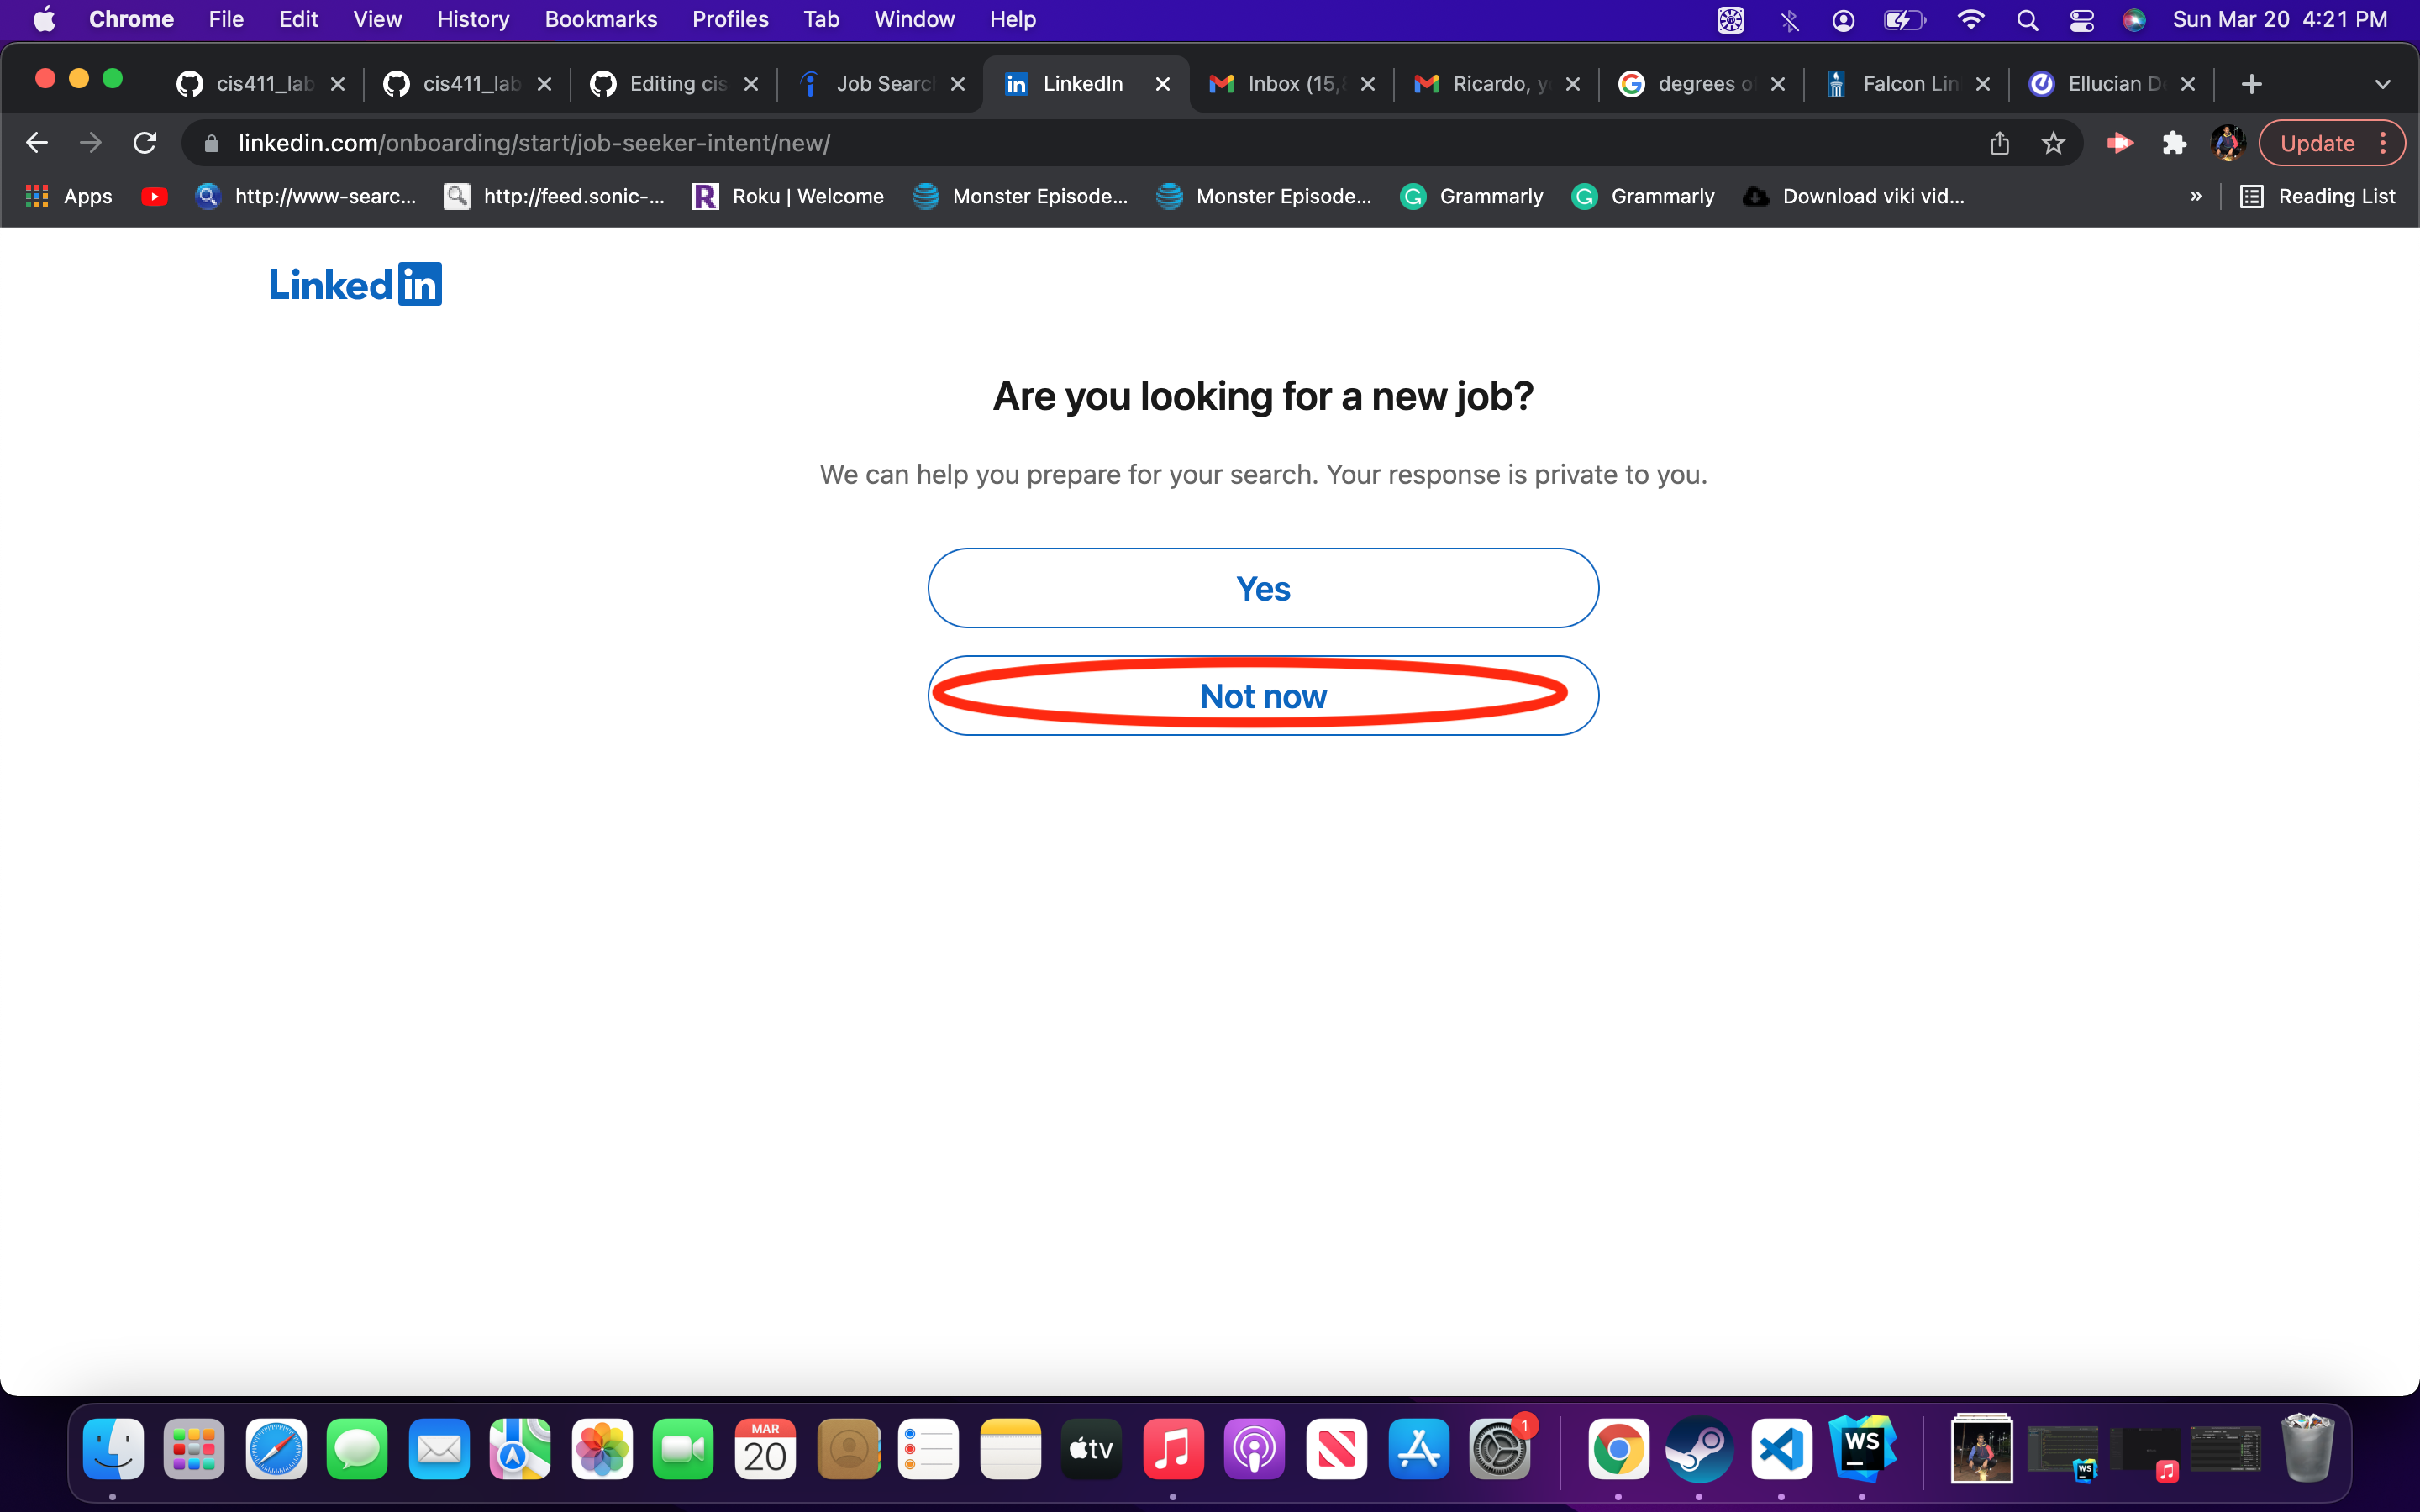 Chrome File Edit View History Bookmarks Profiles Tab Window Help Sun Mar 20 4:21 PM
cis411_lab cis411_lab Editing cis Job Searc LinkedIn Inbox (15, Ricardo, y degrees o Falcon Lin Ellucian D
linkedin.com/onboarding/start/job-seeker-intent/new/ Update
Apps http://www-searc... http://feed.sonic-... R Roku | Welcome Monster Episode... Monster Episode... G Grammarly G Grammarly Download viki vid... » Reading List
Linked in
Are you looking for a new job?
We can help you prepare for your search. Your response is private to you.
Yes
Not now
MAR
20
tv
1
WS
WS